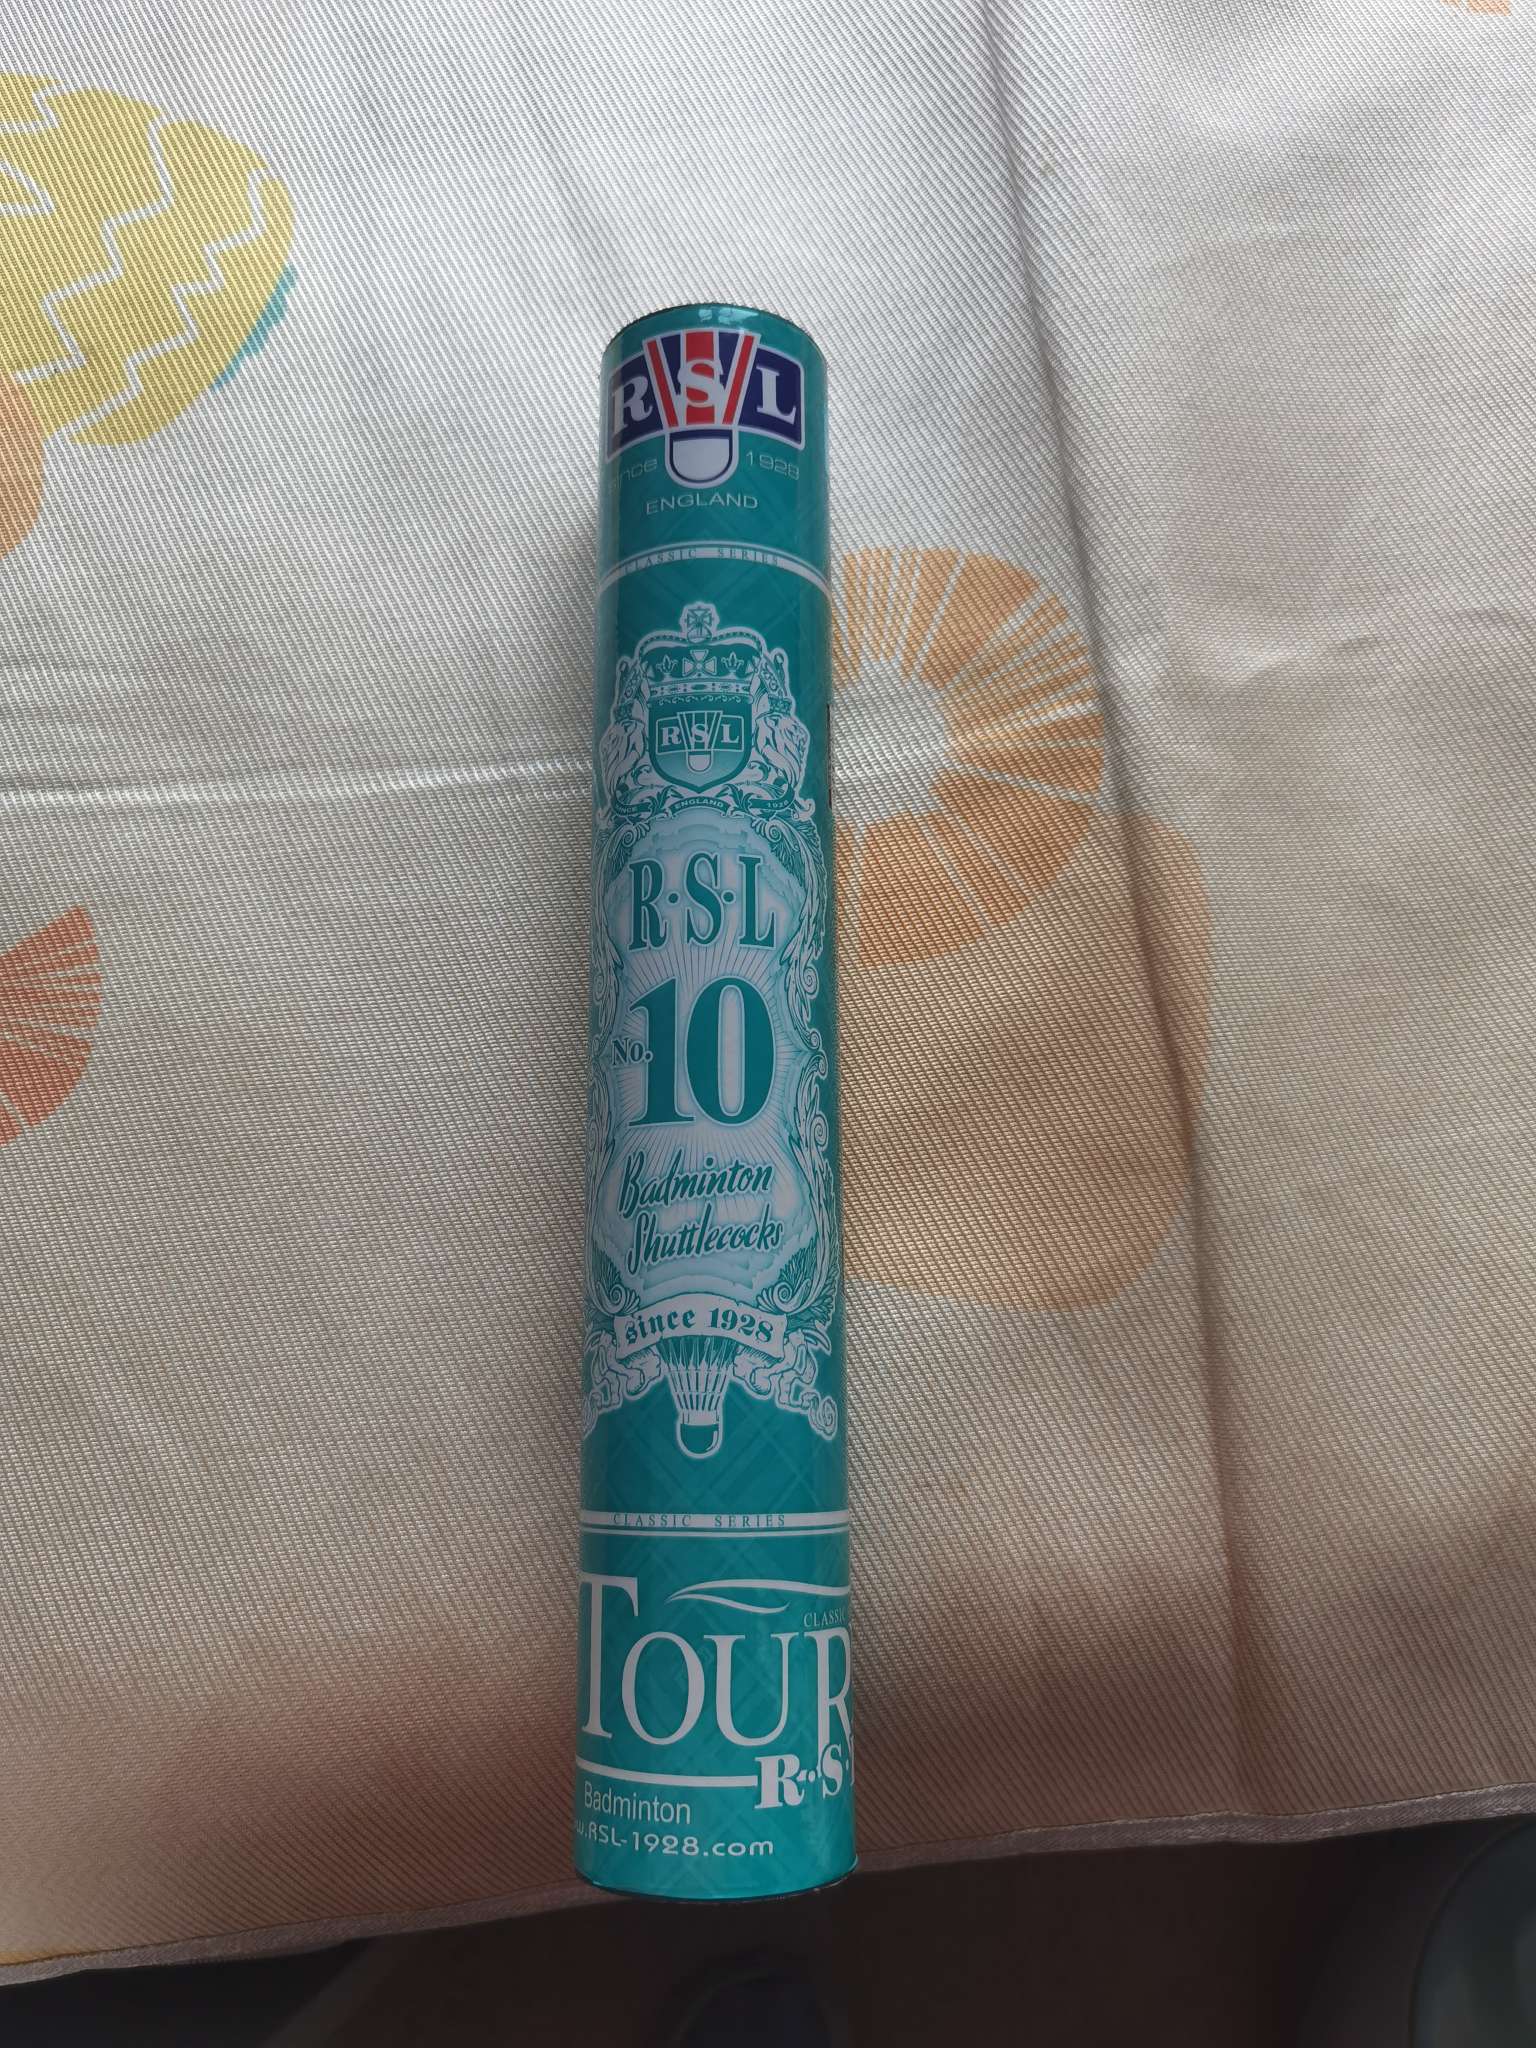 RSL
since 1928
ENGLAND
CLASSIC SERIES
RSL
SINCE ENGLAND 1928
R·S·L
No. 10
Badminton
Shuttlecocks
since 1928
CLASSIC SERIES
CLASSIC
TOUR
R·S·
Badminton
w.RSL-1928.com